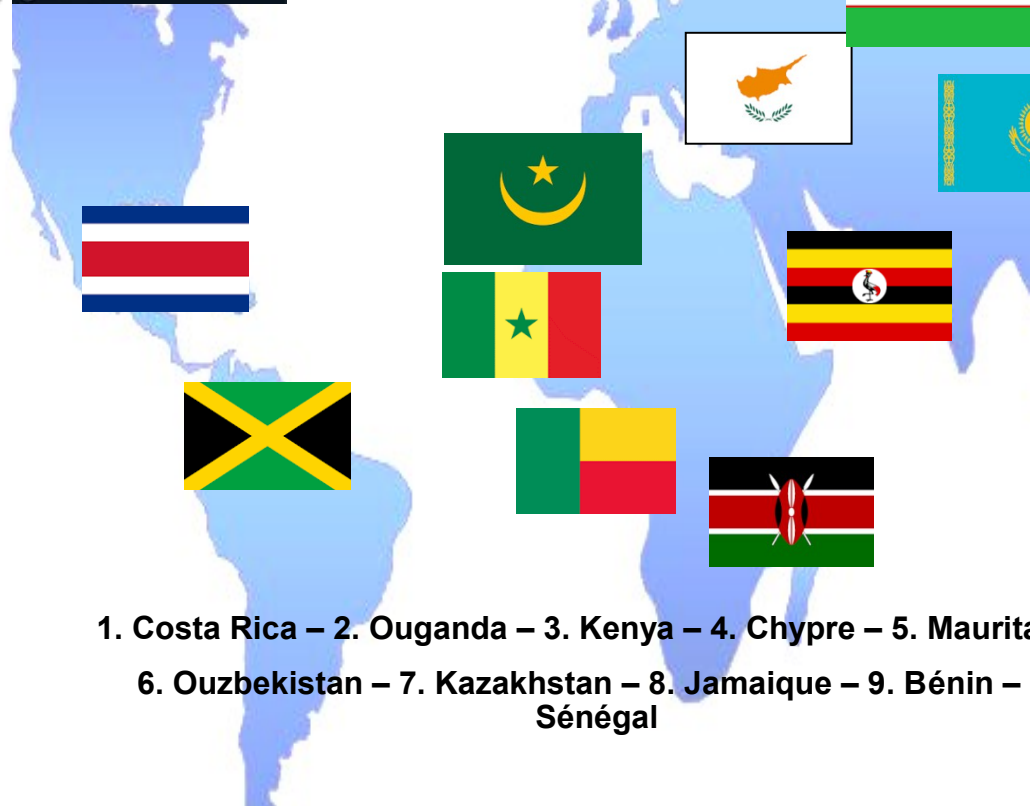 1. Costa Rica – 2. Ouganda – 3. Kenya – 4. Chypre – 5. Maurita
6. Ouzbekistan – 7. Kazakhstan – 8. Jamaique – 9. Bénin –
Sénégal